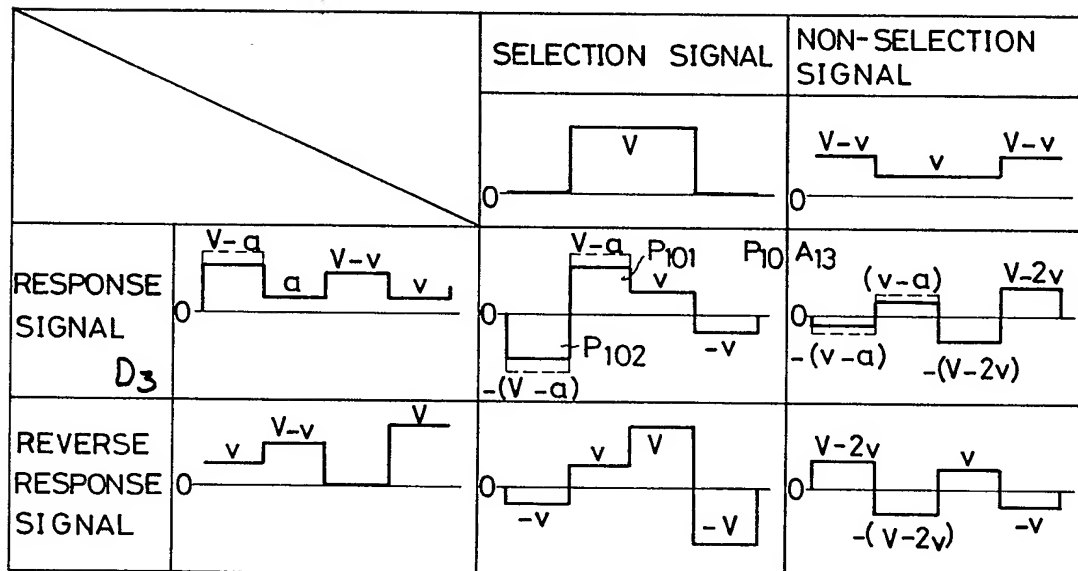 SELECTION SIGNAL
NON-SELECTION
SIGNAL
V
0
V-v
v
V-v
0
RESPONSE
SIGNAL
D3
V-a
a
V-v
v
0
V-a
P101
v
0
P102
-v
-(V-a)
P10
A13
(v-a)
V-2v
0
-(v-a)
-(V-2v)
REVERSE
RESPONSE
SIGNAL
v
V-v
V
0
v
V
0
-v
-V
V-2v
v
0
-(V-2v)
-v